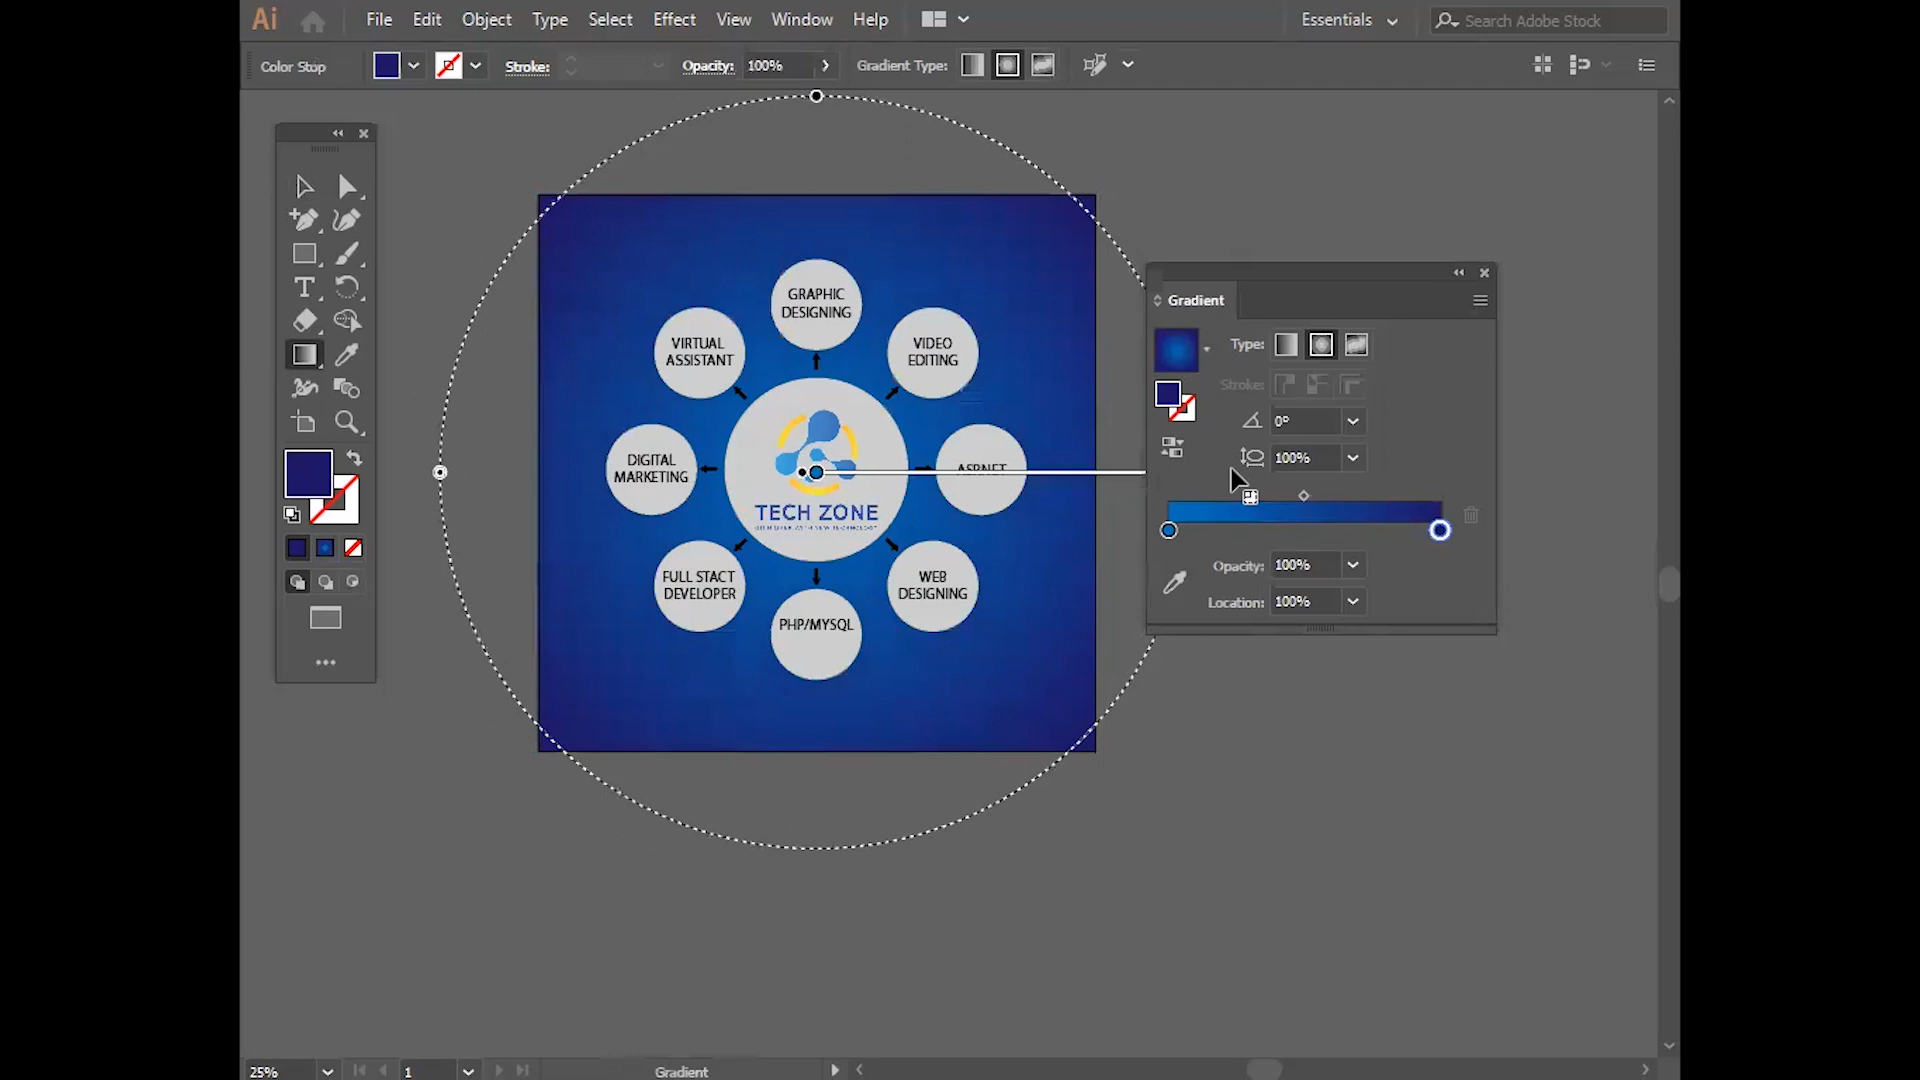 Ai
File Edit Object Type Select Effect View Window Help
Essentials
Search Adobe Stock
Color Stop
Stroke:
Opacity: 100%
Gradient Type:
GRAPHIC
DESIGNING
VIRTUAL
ASSISTANT
VIDEO
EDITING
DIGITAL
MARKETING
ASP.NET
TECH ZONE
FULL STACT
DEVELOPER
WEB
DESIGNING
PHP/MYSQL
Gradient
Type:
Stroke:
0°
100%
Opacity: 100%
Location: 100%
25%
1
Gradient